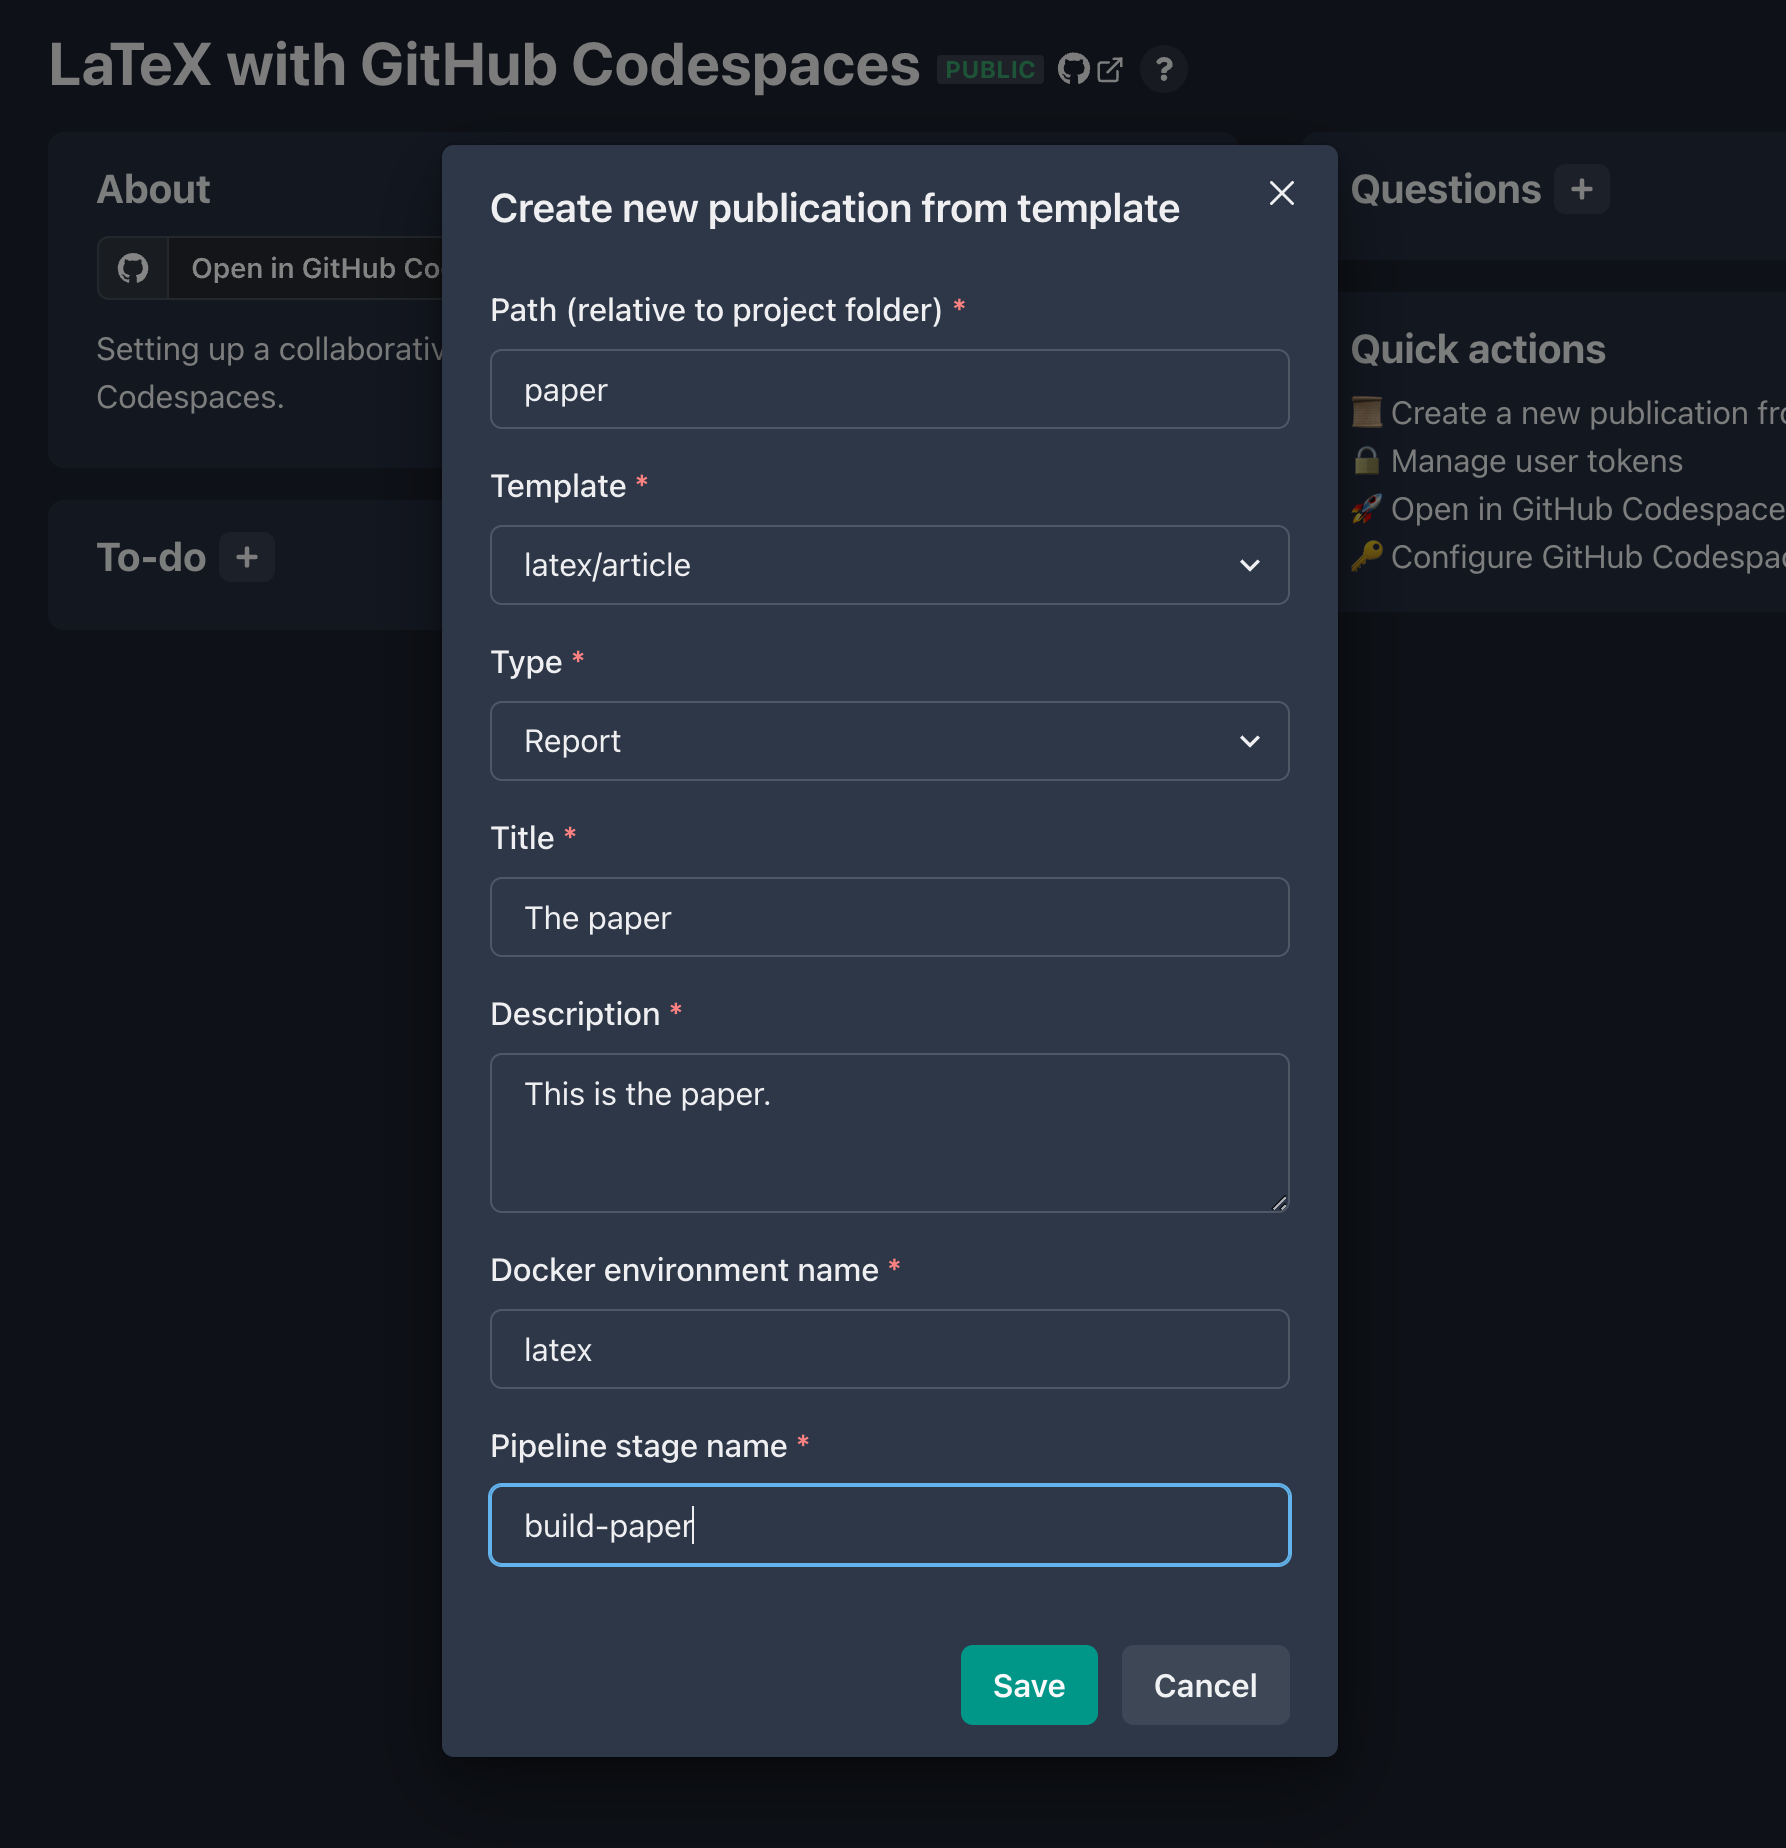 LaTeX with GitHub Codespaces PUBLIC ?
About
Open in GitHub Co
Setting up a collaborativ
Codespaces.
To-do +
Create new publication from template
Path (relative to project folder) *
paper
Template *
latex/article
Type *
Report
Title *
The paper
Description *
This is the paper.
Docker environment name *
latex
Pipeline stage name *
build-paper
Save Cancel
Questions +
Quick actions
Create a new publication fro
Manage user tokens
Open in GitHub Codespace
Configure GitHub Codespac